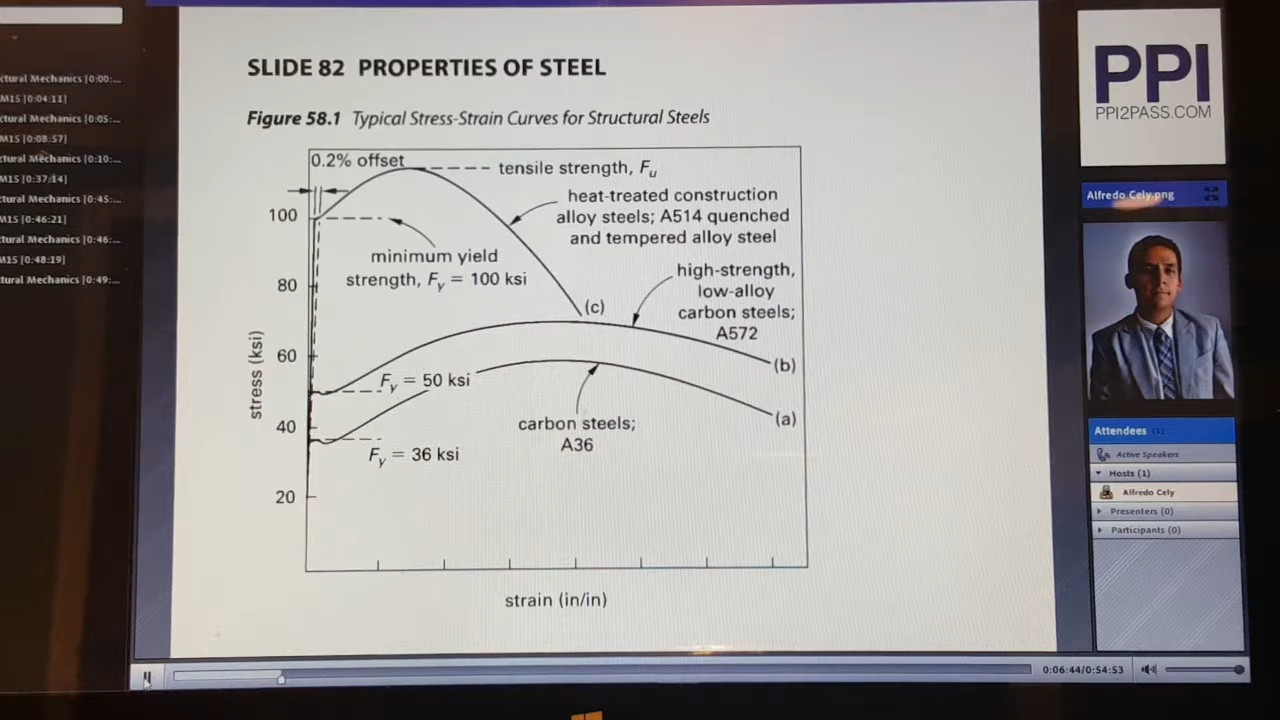 ctural Mechanics [0:00:...
M15 [0:04:11]
ctural Mechanics [0:05:...
M15 [0:08:57]
ctural Mechanics [0:10:...
M15 [0:37:14]
ctural Mechanics [0:45:...
M15 [0:46:21]
ctural Mechanics [0:46:...
M15 [0:48:19]
ctural Mechanics [0:49:...
SLIDE 82 PROPERTIES OF STEEL
Figure 58.1 Typical Stress-Strain Curves for Structural Steels
0.2% offset
tensile strength, Fu
heat-treated construction
alloy steels; A514 quenched
and tempered alloy steel
minimum yield
strength, Fy = 100 ksi
high-strength,
low-alloy
carbon steels;
A572
(c)
(b)
Fy = 50 ksi
(a)
carbon steels;
A36
Fy = 36 ksi
100
80
60
40
20
stress (ksi)
strain (in/in)
PPI
PPI2PASS.COM
Alfredo Cely.png
Attendees (1)
Active Speakers
Hosts (1)
Alfredo Cely
Presenters (0)
Participants (0)
0:06:44/0:54:53